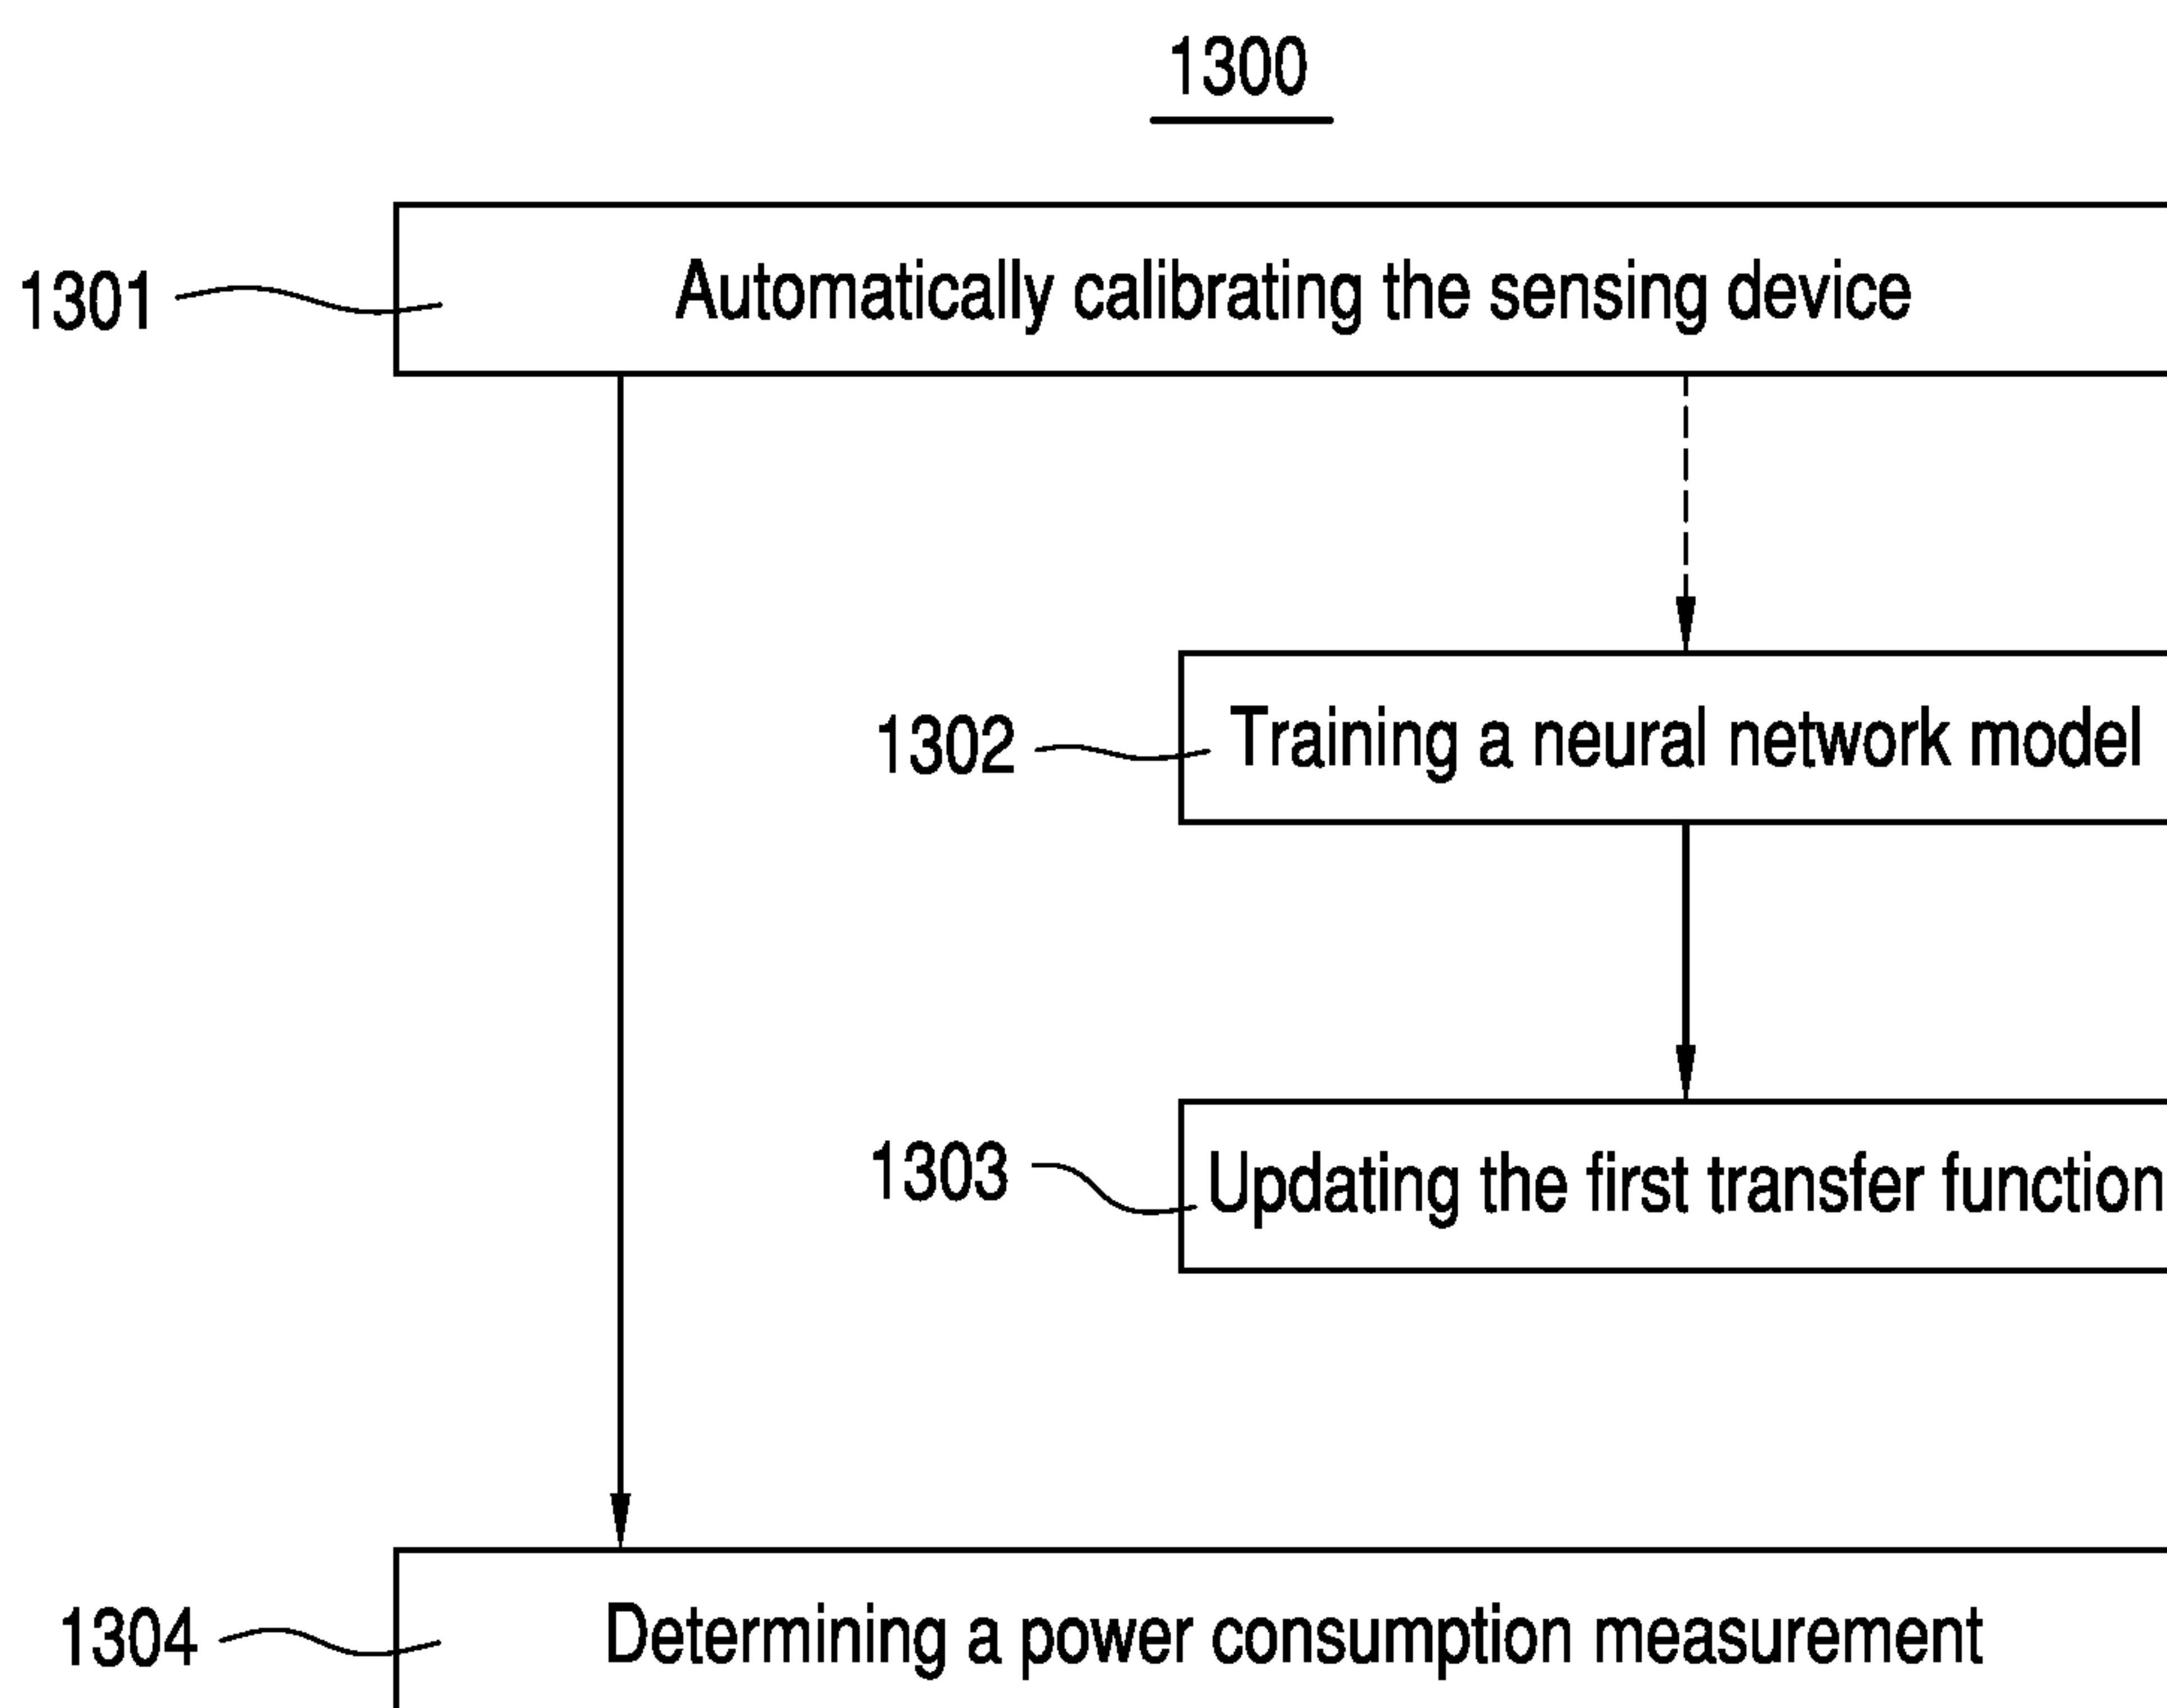 1300
1301
Automatically calibrating the sensing device
1302
Training a neural network model
1303
Updating the first transfer function
1304
Determining a power consumption measurement